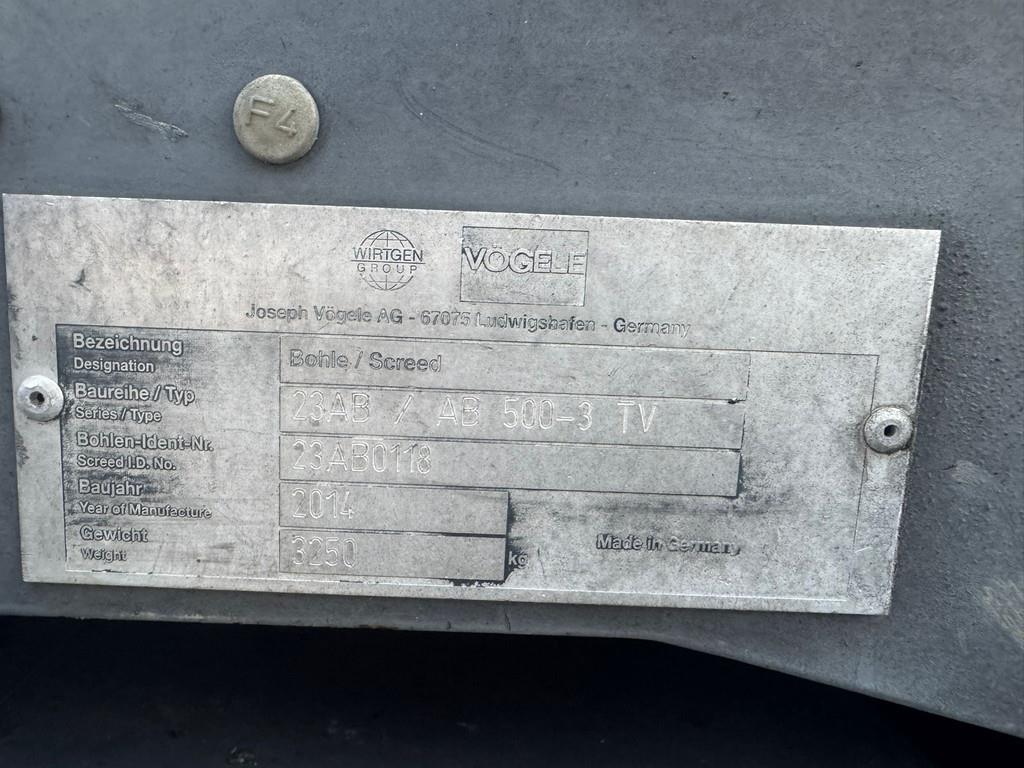 F4
WIRTGEN GROUP
VÖGELE
Joseph Vögele AG - 67075 Ludwigshafen - Germany
Bezeichnung
Designation
Bohle / Screed
Baureihe / Typ
Series / Type
23AB / AB 500-3 TV
Bohlen-Ident-Nr.
Screed I.D. No.
23AB0118
Baujahr
Year of Manufacture
2014
Gewicht
Weight
3250 kg
Made in Germany